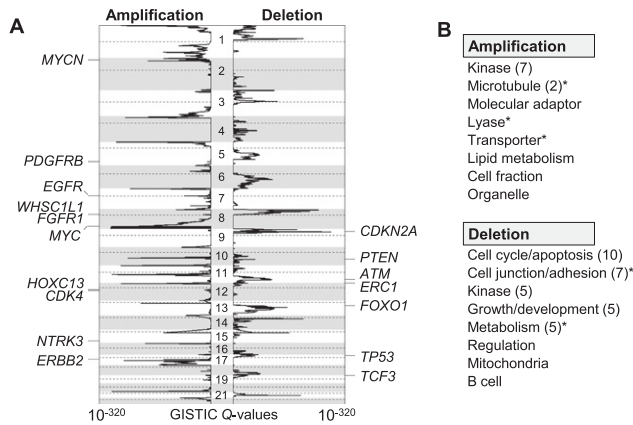 A
Amplification
Deletion
MYCN
PDGFRB
EGFR
WHSC1L1
FGFR1
MYC
HOXC13
CDK4
NTRK3
ERBB2
1
2
3
4
5
6
7
8
9
10
11
12
13
14
15
16
17
19
21
CDKN2A
PTEN
ATM
ERC1
FOXO1
TP53
TCF3
10-320
GISTIC Q-values
10-320
B
Amplification
Kinase (7)
Microtubule (2)*
Molecular adaptor
Lyase*
Transporter*
Lipid metabolism
Cell fraction
Organelle
Deletion
Cell cycle/apoptosis (10)
Cell junction/adhesion (7)*
Kinase (5)
Growth/development (5)
Metabolism (5)*
Regulation
Mitochondria
B cell